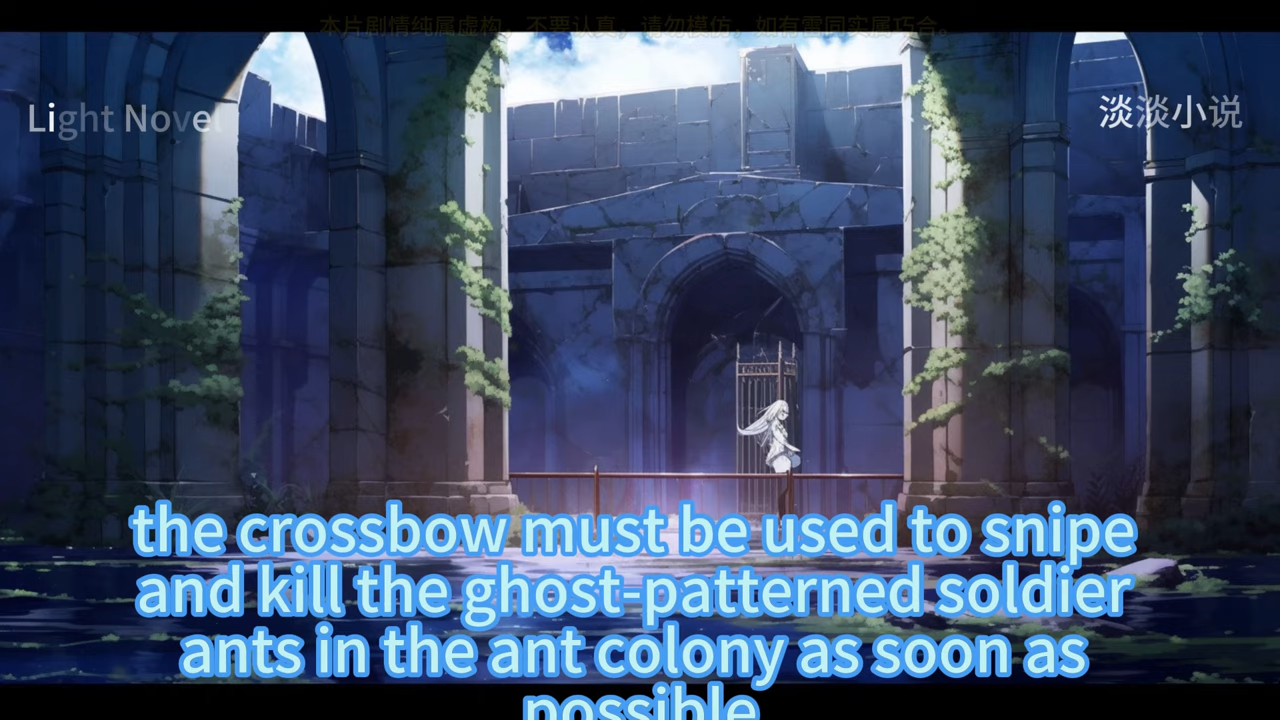 本片剧情纯属虚构，不要认真，请勿模仿，如有雷同实属巧合。
Light Novel
淡淡小说
the crossbow must be used to snipe
and kill the ghost-patterned soldier
ants in the ant colony as soon as
possible